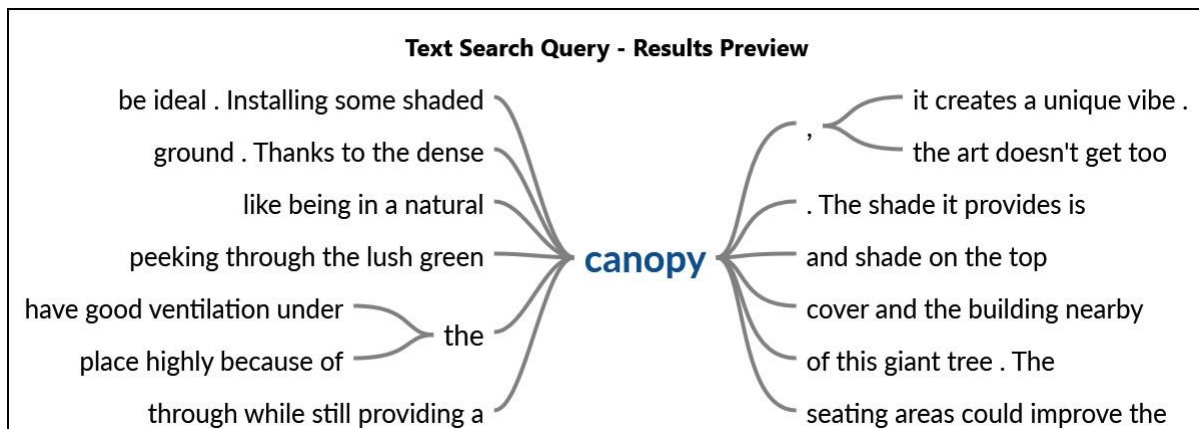 Text Search Query - Results Preview
be ideal . Installing some shaded
ground . Thanks to the dense
like being in a natural
peeking through the lush green
have good ventilation under
place highly because of
the
through while still providing a
canopy
,
it creates a unique vibe .
the art doesn't get too
. The shade it provides is
and shade on the top
cover and the building nearby
of this giant tree . The
seating areas could improve the